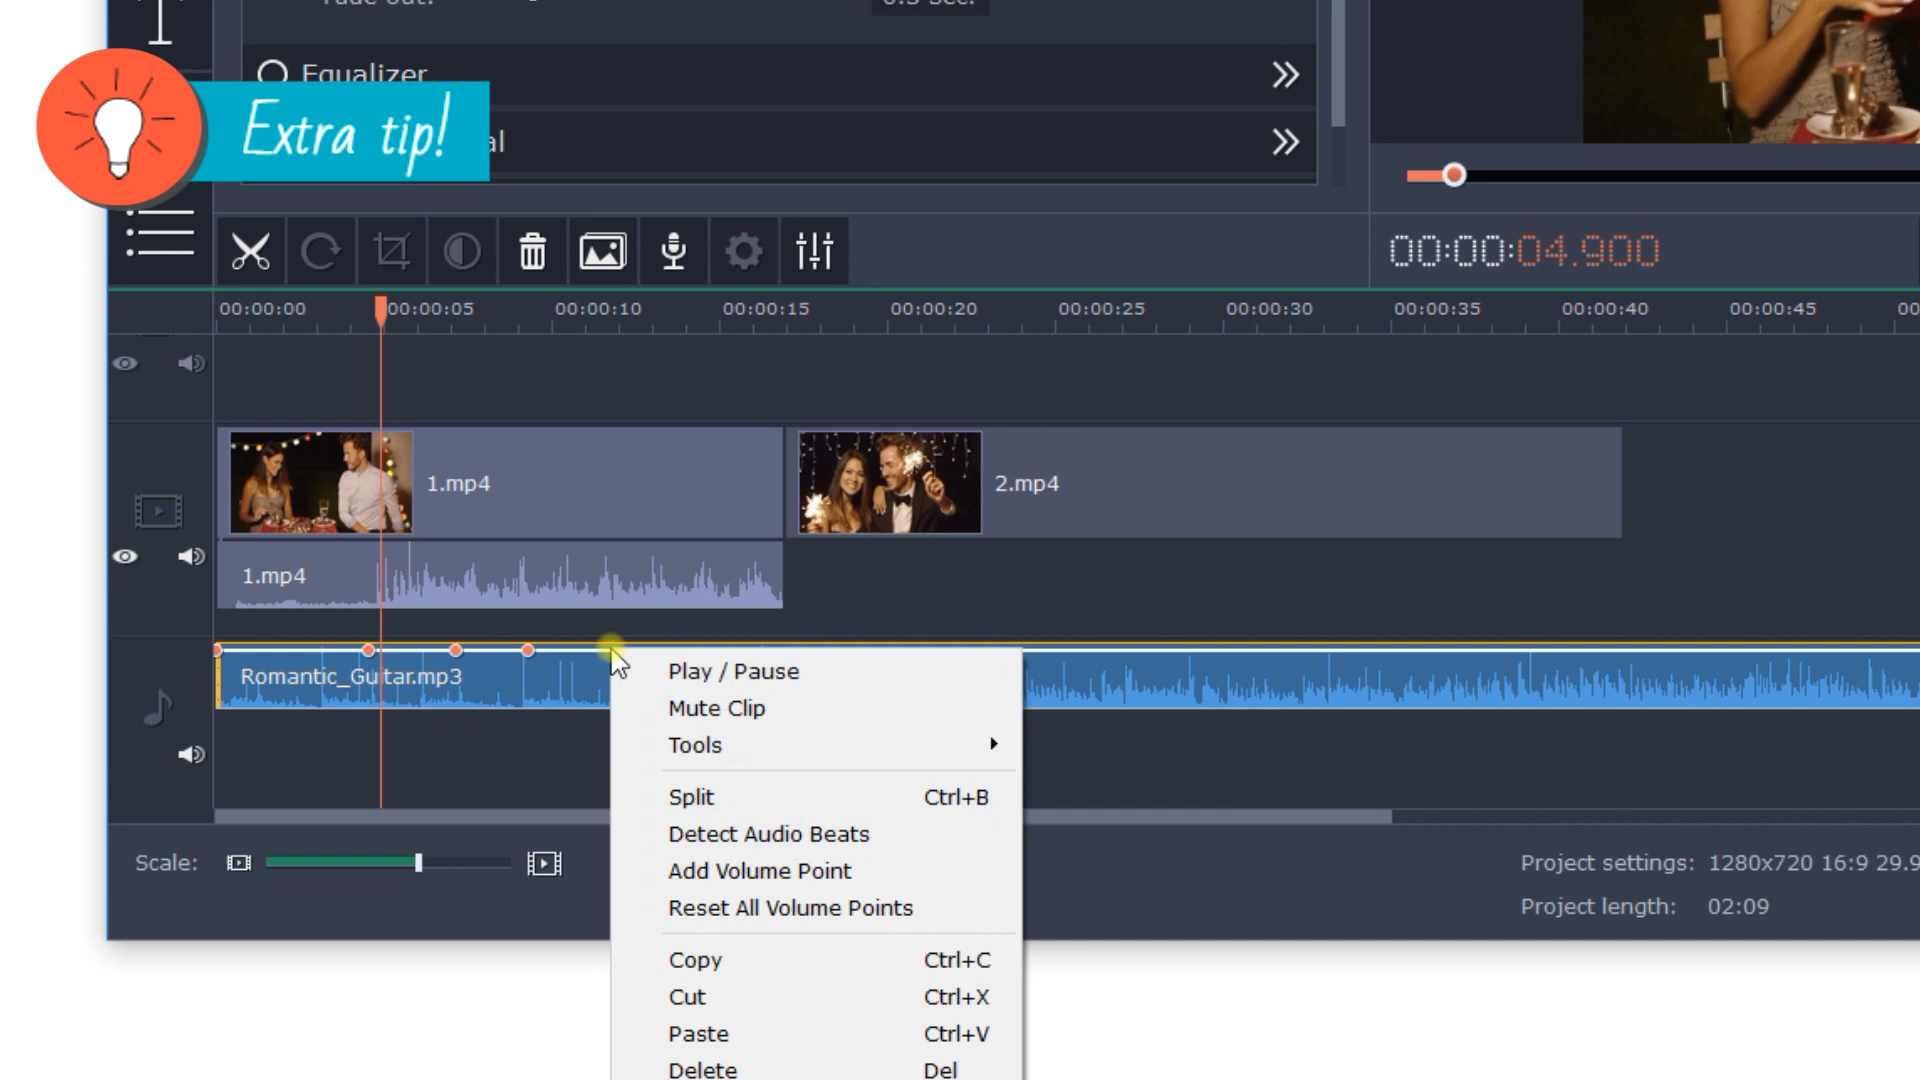 Equalizer
Extra tip!
al
00:00:04.900
00:00:00 00:00:05 00:00:10 00:00:15 00:00:20 00:00:25 00:00:30 00:00:35 00:00:40 00:00:45 00
1.mp4
2.mp4
1.mp4
Romantic_Guitar.mp3
Play / Pause
Mute Clip
Tools
Split Ctrl+B
Detect Audio Beats
Add Volume Point
Reset All Volume Points
Copy Ctrl+C
Cut Ctrl+X
Paste Ctrl+V
Delete Del
Scale:
Project settings: 1280x720 16:9 29.9
Project length: 02:09